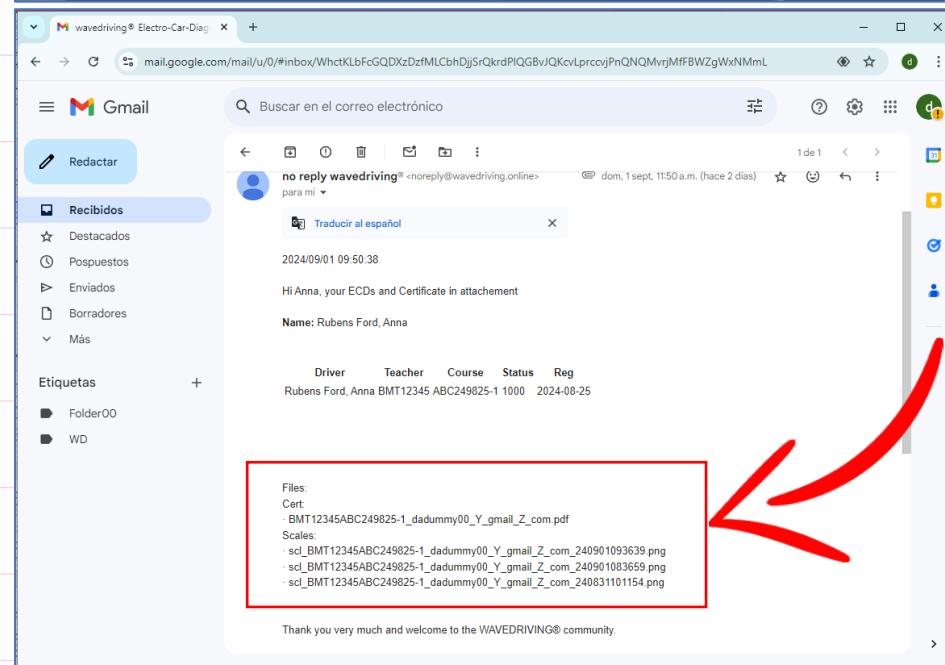 wavedriving® Electro-Car-Diag
mail.google.com/mail/u/0/#inbox/WhctKLbFcGQDXzDzfMLCbhDjjSrQkrdPlQGBvJQKcvLprccvjPnQNQMvrjMfFBWZgWxNMmL
d
Gmail
Buscar en el correo electrónico
d
Redactar
1 de 1
31
no reply wavedriving® <noreply@wavedriving.online>
dom, 1 sept, 11:50 a.m. (hace 2 días)
para mí
Recibidos
Traducir al español
Destacados
Pospuestos
2024/09/01 09:50:38
Enviados
Hi Anna, your ECDs and Certificate in attachement
Borradores
Name: Rubens Ford, Anna
Más
Driver Teacher Course Status Reg
Etiquetas
Rubens Ford, Anna BMT12345 ABC249825-1 1000 2024-08-25
Folder00
WD
Files:
Cert:
· BMT12345ABC249825-1_dadummy00_Y_gmail_Z_com.pdf
Scales:
· scl_BMT12345ABC249825-1_dadummy00_Y_gmail_Z_com_240901093639.png
· scl_BMT12345ABC249825-1_dadummy00_Y_gmail_Z_com_240901083659.png
· scl_BMT12345ABC249825-1_dadummy00_Y_gmail_Z_com_240831101154.png
Thank you very much and welcome to the WAVEDRIVING® community.